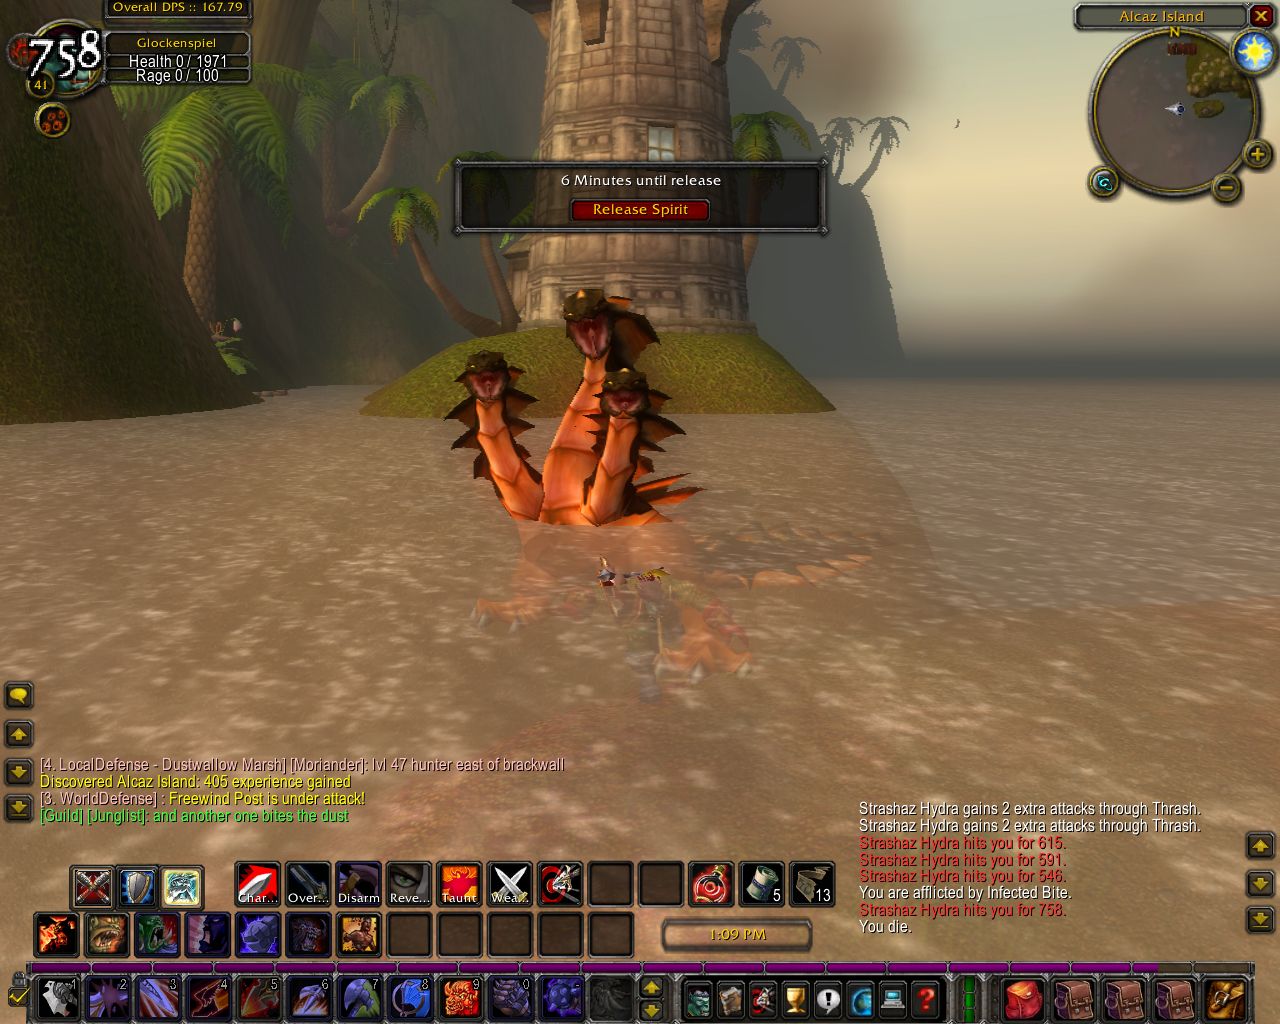 Overall DPS :: 167.79
758
Glockenspiel
Health 0 / 1971
Rage 0 / 100
41
Alcaz Island
N
6 Minutes until release
Release Spirit
[4. LocalDefense - Dustwallow Marsh] [Moriander]: lvl 47 hunter east of brackwall
Discovered Alcaz Island: 405 experience gained
[3. WorldDefense] : Freewind Post is under attack!
[Guild] [Junglist]: and another one bites the dust
Strashaz Hydra gains 2 extra attacks through Thrash.
Strashaz Hydra gains 2 extra attacks through Thrash.
Strashaz Hydra hits you for 615.
Strashaz Hydra hits you for 591.
Strashaz Hydra hits you for 546.
You are afflicted by Infected Bite.
Strashaz Hydra hits you for 758.
You die.
Char... Over... Disarm Reve... Taunt Wea... 5 13
1:09 PM
1 2 3 4 5 6 7 8 9 0